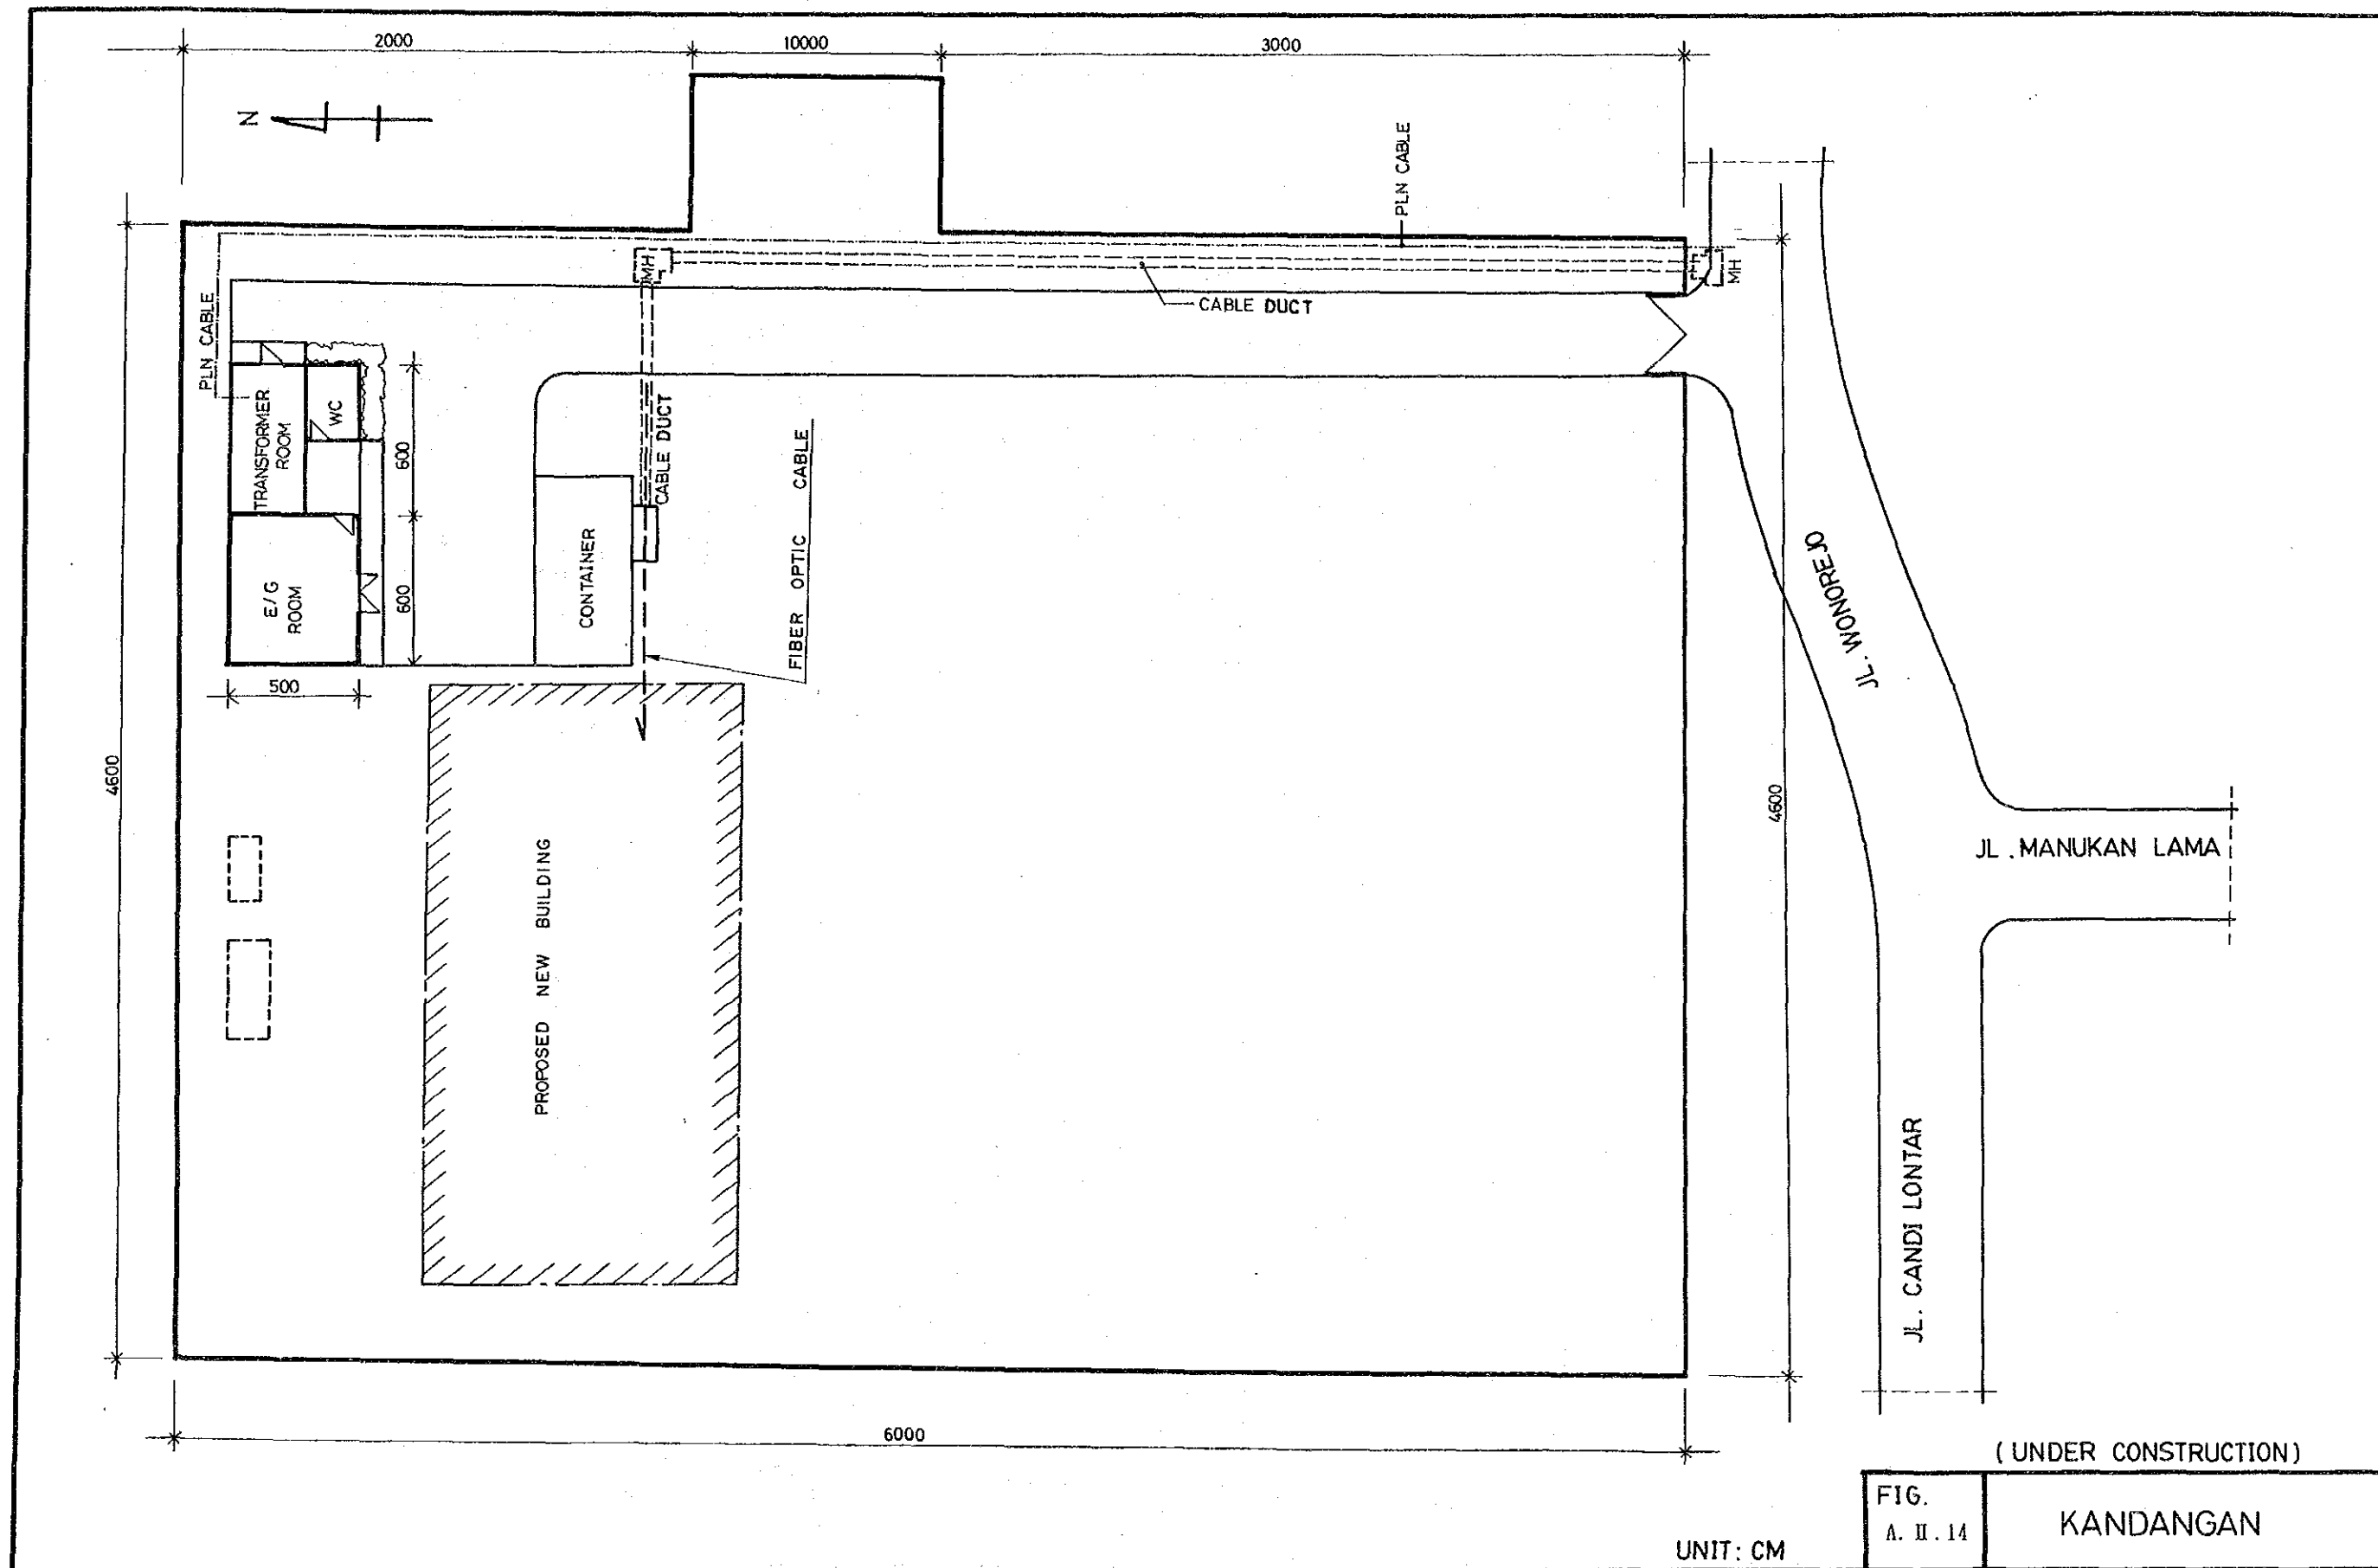 2000
10000
3000
N
PLN CABLE
MH
MH
CABLE DUCT
PLN CABLE
TRANSFORMER
ROOM
WC
600
CABLE DUCT
FIBER OPTIC CABLE
E/G
ROOM
600
CONTAINER
500
JL. WONOREJO
4600
4600
PROPOSED NEW BUILDING
JL. MANUKAN LAMA
JL. CANDI LONTAR
6000
(UNDER CONSTRUCTION)
FIG.
A. II. 14
KANDANGAN
UNIT: CM